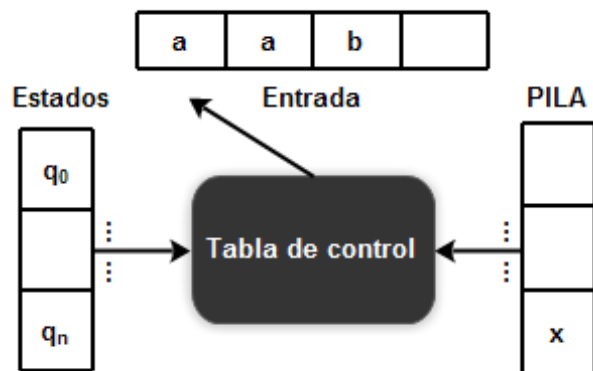 a a b
Estados Entrada PILA
q₀
Tabla de control
qₙ x